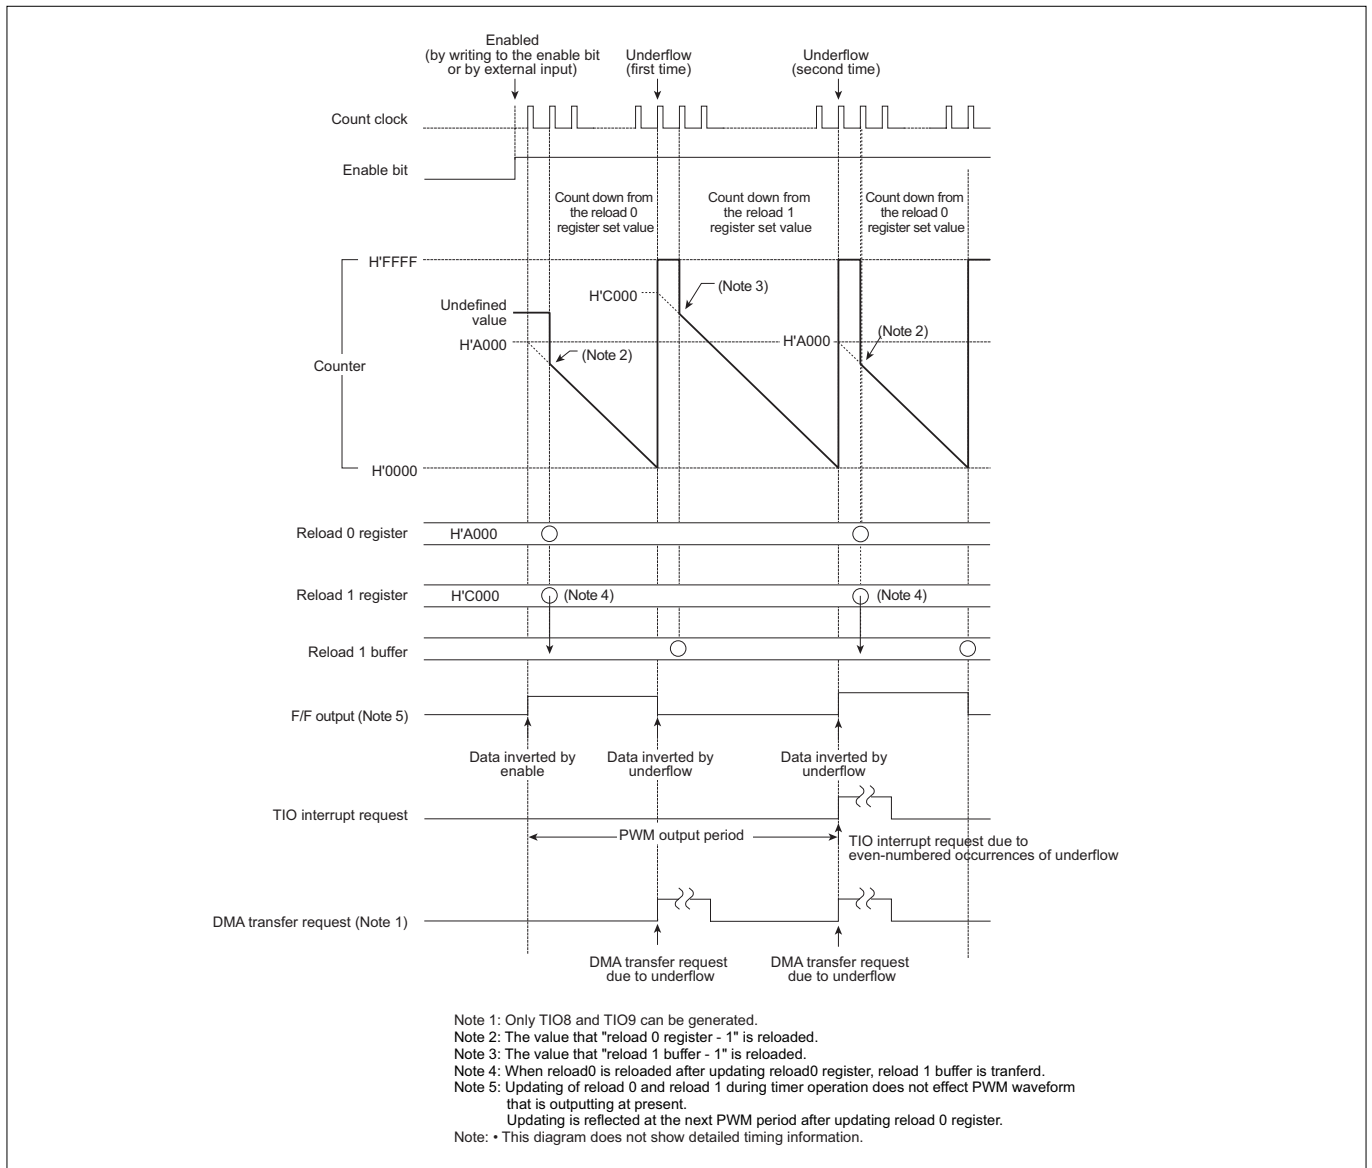 Enabled
(by writing to the enable bit
or by external input)
Underflow
(first time)
Underflow
(second time)
Count clock
Enable bit
Count down from
the reload 0
register set value
Count down from
the reload 1
register set value
Count down from
the reload 0
register set value
H'FFFF
H'C000
(Note 3)
Undefined
value
H'A000
(Note 2)
H'A000
(Note 2)
Counter
H'0000
Reload 0 register
H'A000
Reload 1 register
H'C000
(Note 4)
(Note 4)
Reload 1 buffer
F/F output (Note 5)
Data inverted by
enable
Data inverted by
underflow
Data inverted by
underflow
TIO interrupt request
PWM output period
TIO interrupt request due to
even-numbered occurrences of underflow
DMA transfer request (Note 1)
DMA transfer request
due to underflow
DMA transfer request
due to underflow
Note 1: Only TIO8 and TIO9 can be generated.
Note 2: The value that "reload 0 register - 1" is reloaded.
Note 3: The value that "reload 1 buffer - 1" is reloaded.
Note 4: When reload0 is reloaded after updating reload0 register, reload 1 buffer is tranferd.
Note 5: Updating of reload 0 and reload 1 during timer operation does not effect PWM waveform
that is outputting at present.
Updating is reflected at the next PWM period after updating reload 0 register.
Note: • This diagram does not show detailed timing information.